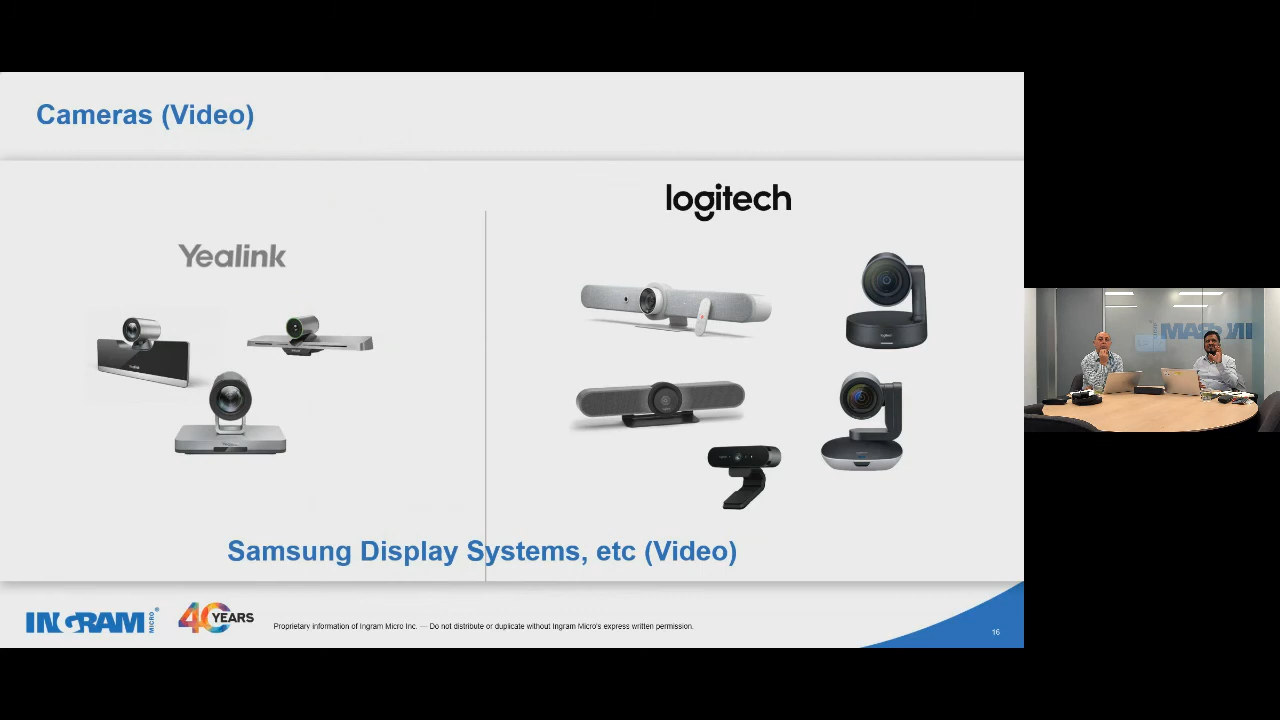 Cameras (Video)
logitech
Yealink
Samsung Display Systems, etc (Video)
INGRAM MICRO ®
40 YEARS
Proprietary information of Ingram Micro Inc. — Do not distribute or duplicate without Ingram Micro's express written permission.
16